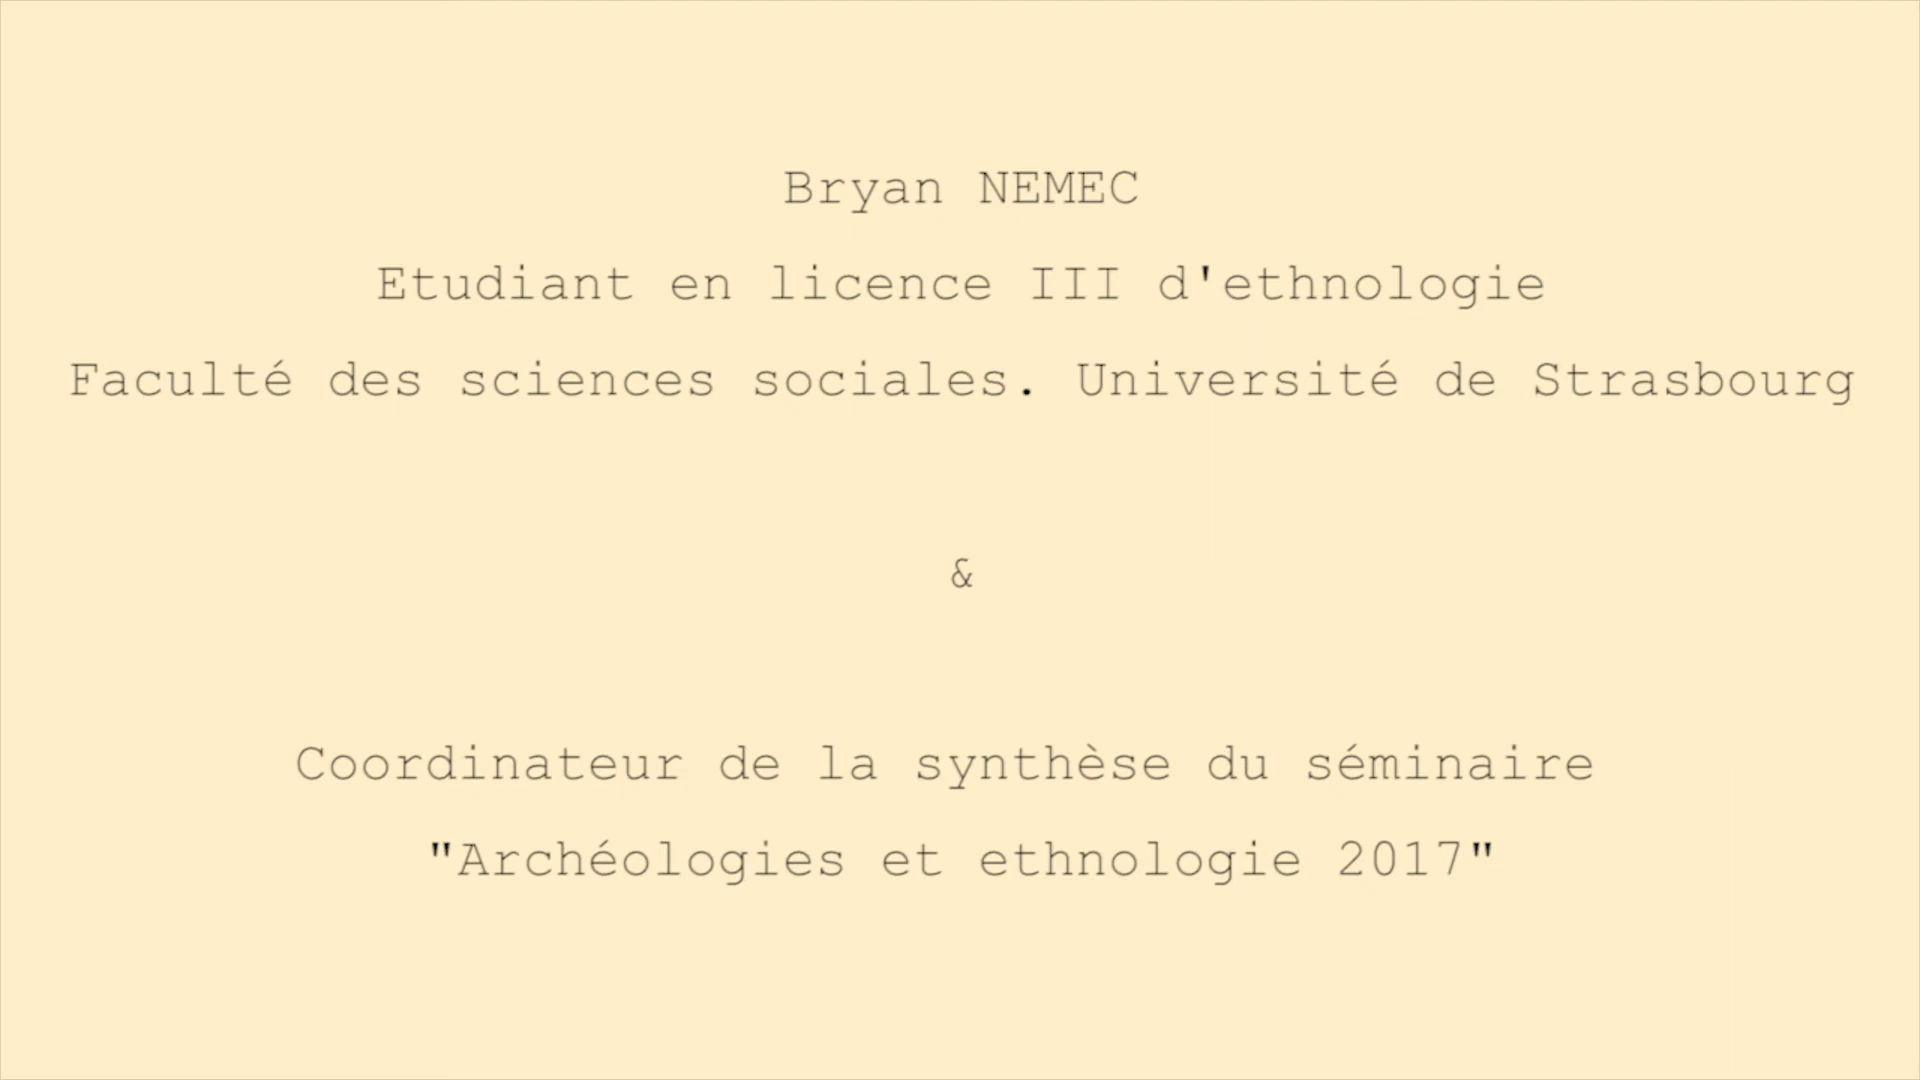 Bryan NEMEC
Etudiant en licence III d'ethnologie
Faculté des sciences sociales. Université de Strasbourg
&
Coordinateur de la synthèse du séminaire
"Archéologies et ethnologie 2017"